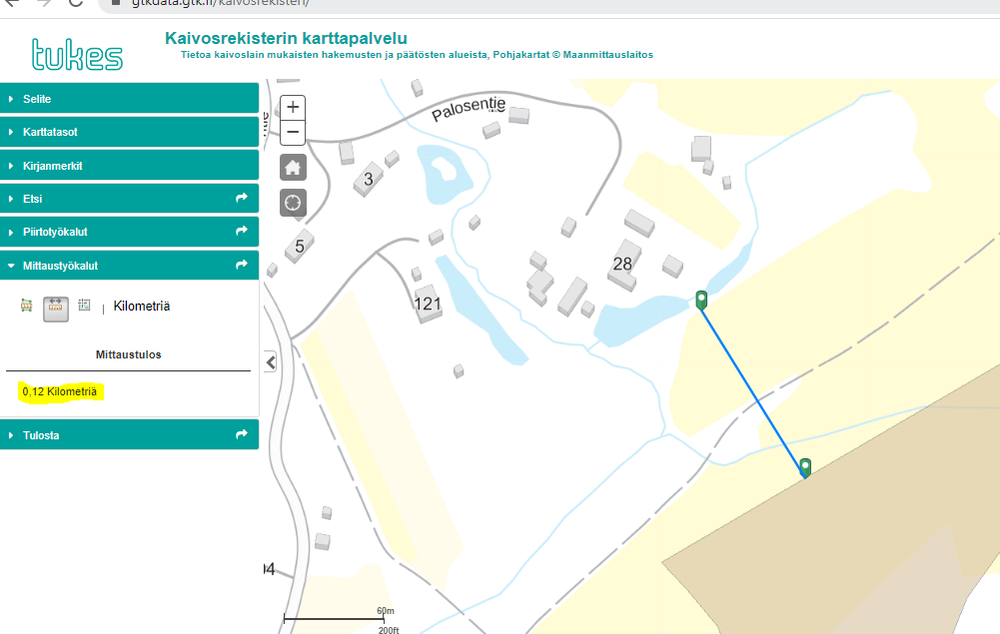 gtkdata.gtk.fi/kaivosrekisteri/
tukes
Kaivosrekisterin karttapalvelu
Tietoa kaivoslain mukaisten hakemusten ja päätösten alueista, Pohjakartat © Maanmittauslaitos
Selite
Karttatasot
Kirjanmerkit
Etsi
Piirtotyökalut
Mittaustyökalut
Kilometriä
Mittaustulos
0,12 Kilometriä
Tulosta
+
−
Palosentie
3
5
28
121
60m
200ft